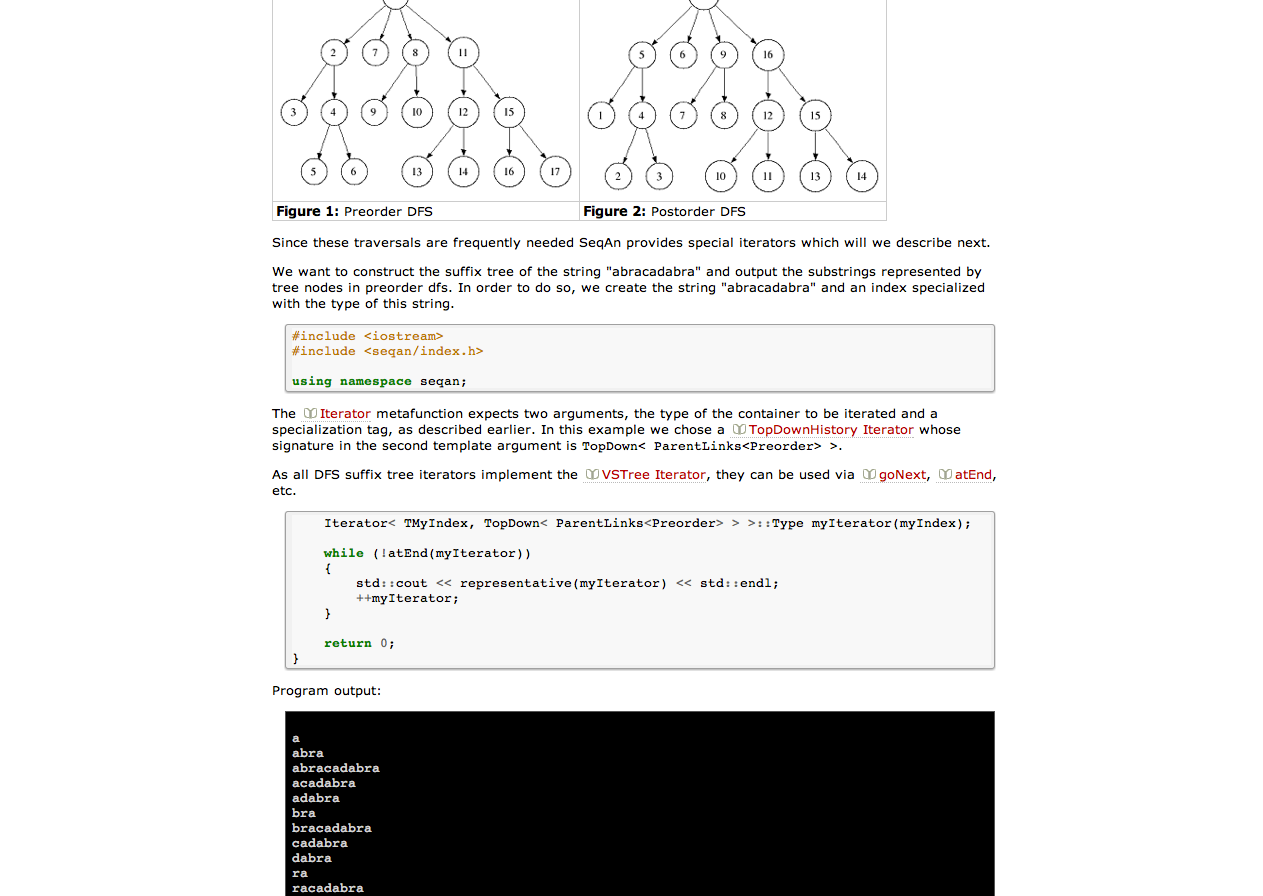 2 7 8 11
3 4 9 10 12 15
5 6 13 14 16 17
5 6 9 16
1 4 7 8 12 15
2 3 10 11 13 14
Figure 1: Preorder DFS
Figure 2: Postorder DFS
Since these traversals are frequently needed SeqAn provides special iterators which will we describe next.
We want to construct the suffix tree of the string "abracadabra" and output the substrings represented by
tree nodes in preorder dfs. In order to do so, we create the string "abracadabra" and an index specialized
with the type of this string.
#include <iostream>
#include <seqan/index.h>
using namespace seqan;
The Iterator metafunction expects two arguments, the type of the container to be iterated and a
specialization tag, as described earlier. In this example we chose a TopDownHistory Iterator whose
signature in the second template argument is TopDown< ParentLinks<Preorder> >.
As all DFS suffix tree iterators implement the VSTree Iterator, they can be used via goNext, atEnd,
etc.
Iterator< TMyIndex, TopDown< ParentLinks<Preorder> > >::Type myIterator(myIndex);
while (!atEnd(myIterator))
{
std::cout << representative(myIterator) << std::endl;
++myIterator;
}
return 0;
}
Program output:
a
abra
abracadabra
acadabra
adabra
bra
bracadabra
cadabra
dabra
ra
racadabra